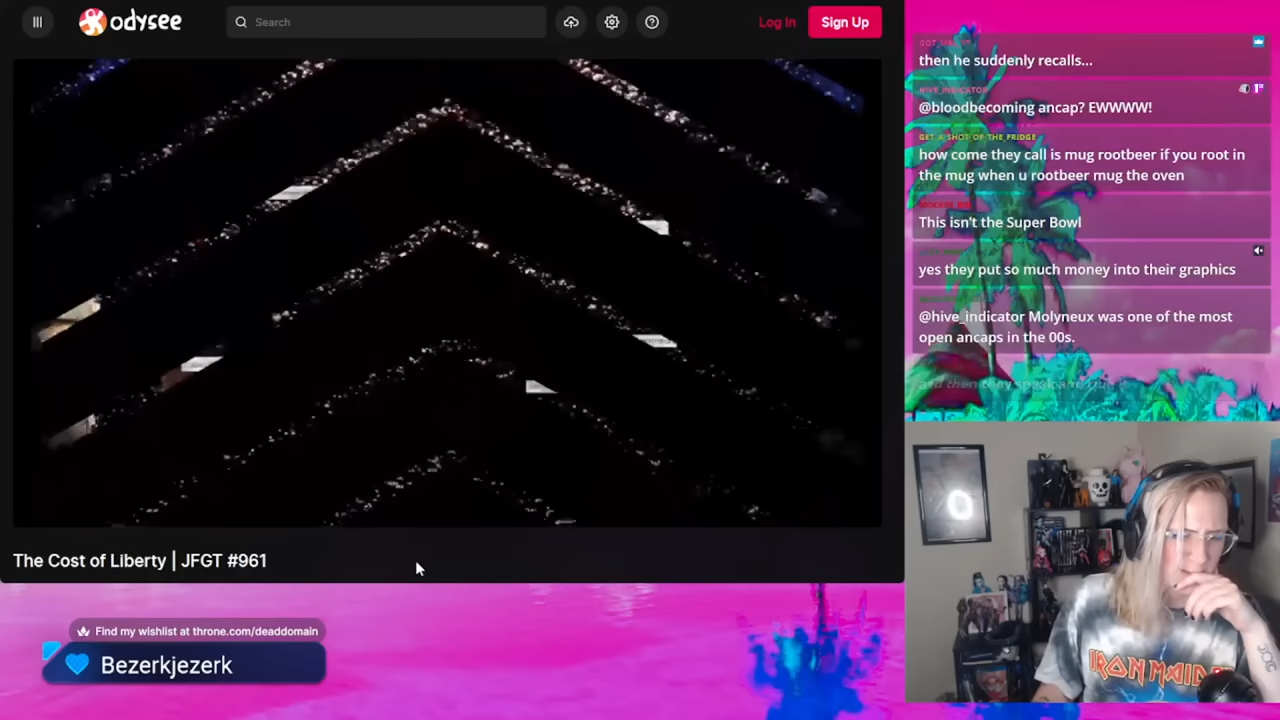 odysee
Search
Log In
Sign Up
then he suddenly recalls...
HIVE_INDICATOR
@bloodbecoming ancap? EWWWW!
GET_A_SHOT_OF_THE_FRIDGE
how come they call is mug rootbeer if you root in
the mug when u rootbeer mug the oven
This isn't the Super Bowl
yes they put so much money into their graphics
@hive_indicator Molyneux was one of the most
open ancaps in the 00s.
The Cost of Liberty | JFGT #961
Find my wishlist at throne.com/deaddomain
Bezerkjezerk
IRON MAIDE